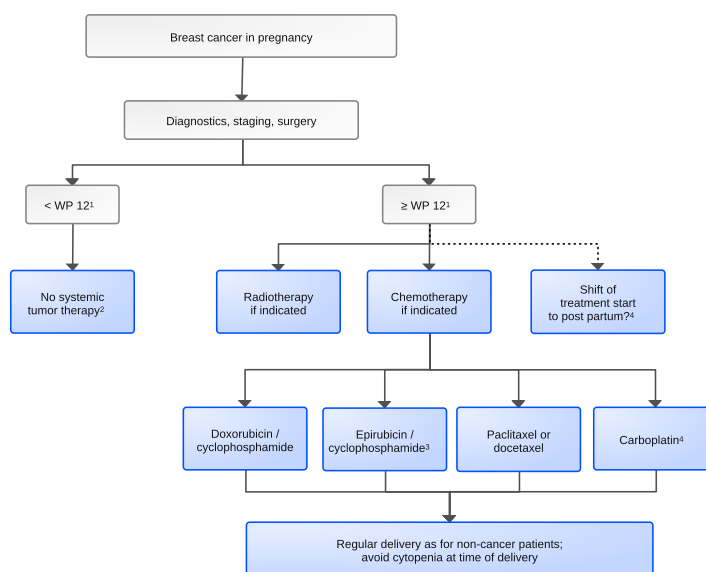 Breast cancer in pregnancy
Diagnostics, staging, surgery
< WP 12¹
≥ WP 12¹
No systemic
tumor therapy²
Radiotherapy
if indicated
Chemotherapy
if indicated
Shift of
treatment start
to post partum?⁴
Doxorubicin /
cyclophosphamide
Epirubicin /
cyclophosphamide³
Paclitaxel or
docetaxel
Carboplatin⁴
Regular delivery as for non-cancer patients;
avoid cytopenia at time of delivery